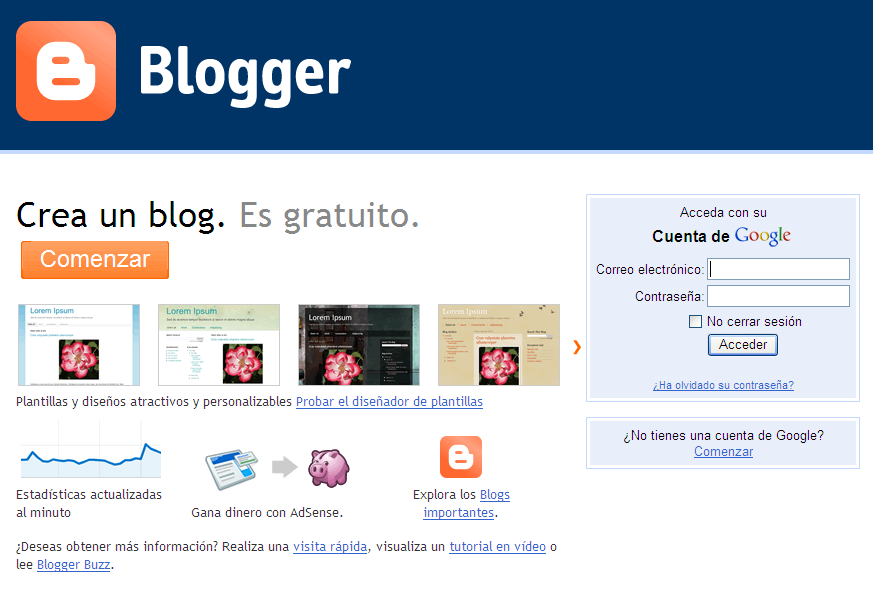 Blogger
Crea un blog. Es gratuito.
Comenzar
Lorem Ipsum
Lorem Ipsum
Lorem Ipsum
Lorem Ipsum
Plantillas y diseños atractivos y personalizables Probar el diseñador de plantillas
Estadísticas actualizadas
al minuto
Gana dinero con AdSense.
Explora los Blogs
importantes.
¿Deseas obtener más información? Realiza una visita rápida, visualiza un tutorial en vídeo o
lee Blogger Buzz.
Acceda con su
Cuenta de Google
Correo electrónico:
Contraseña:
No cerrar sesión
Acceder
¿Ha olvidado su contraseña?
¿No tienes una cuenta de Google?
Comenzar